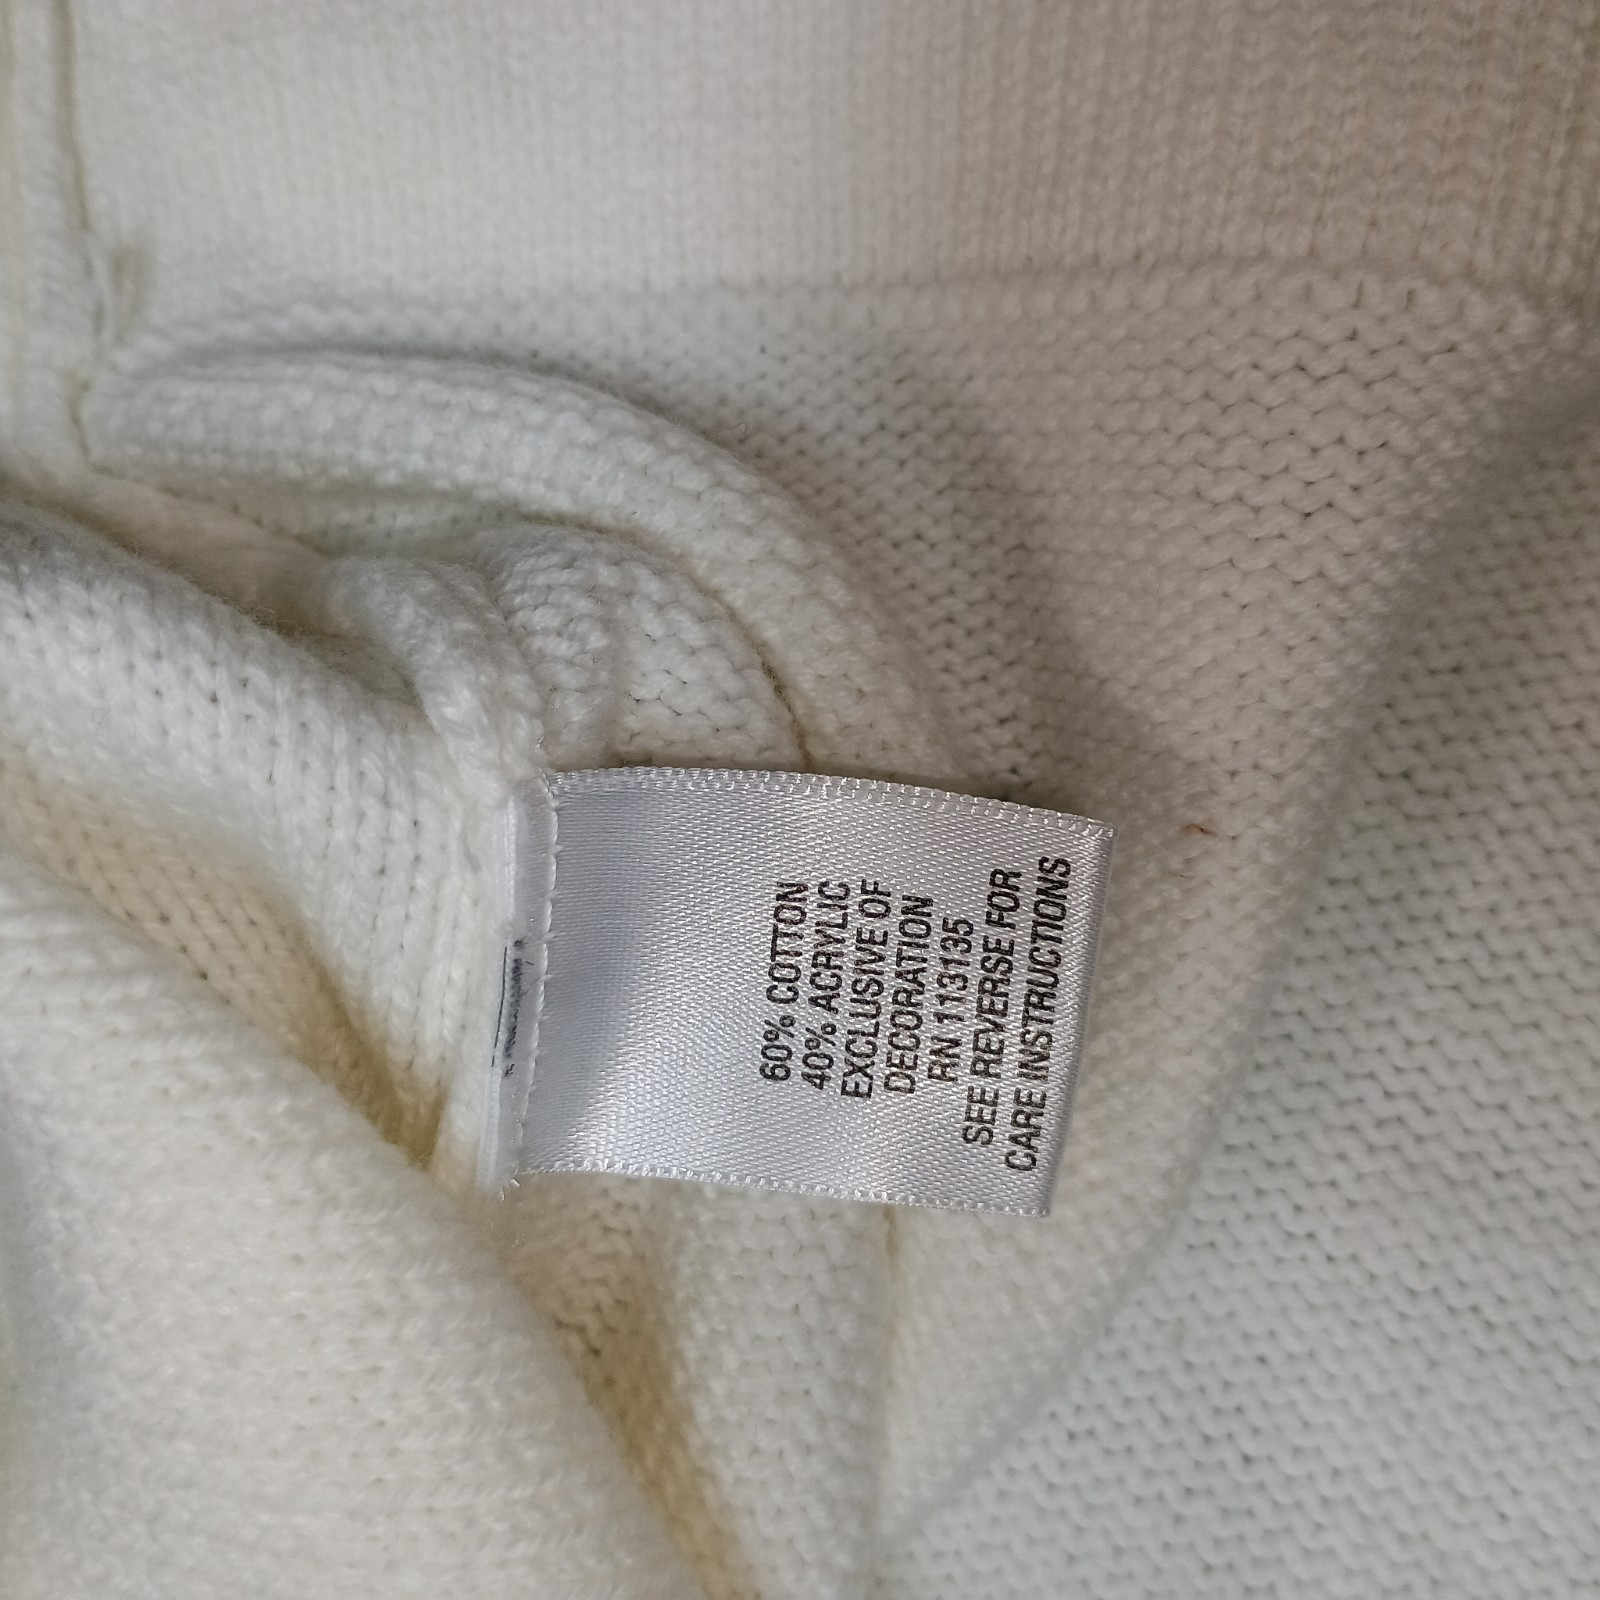 60% COTTON
40% ACRYLIC
EXCLUSIVE OF
DECORATION
RN 113135
SEE REVERSE FOR
CARE INSTRUCTIONS